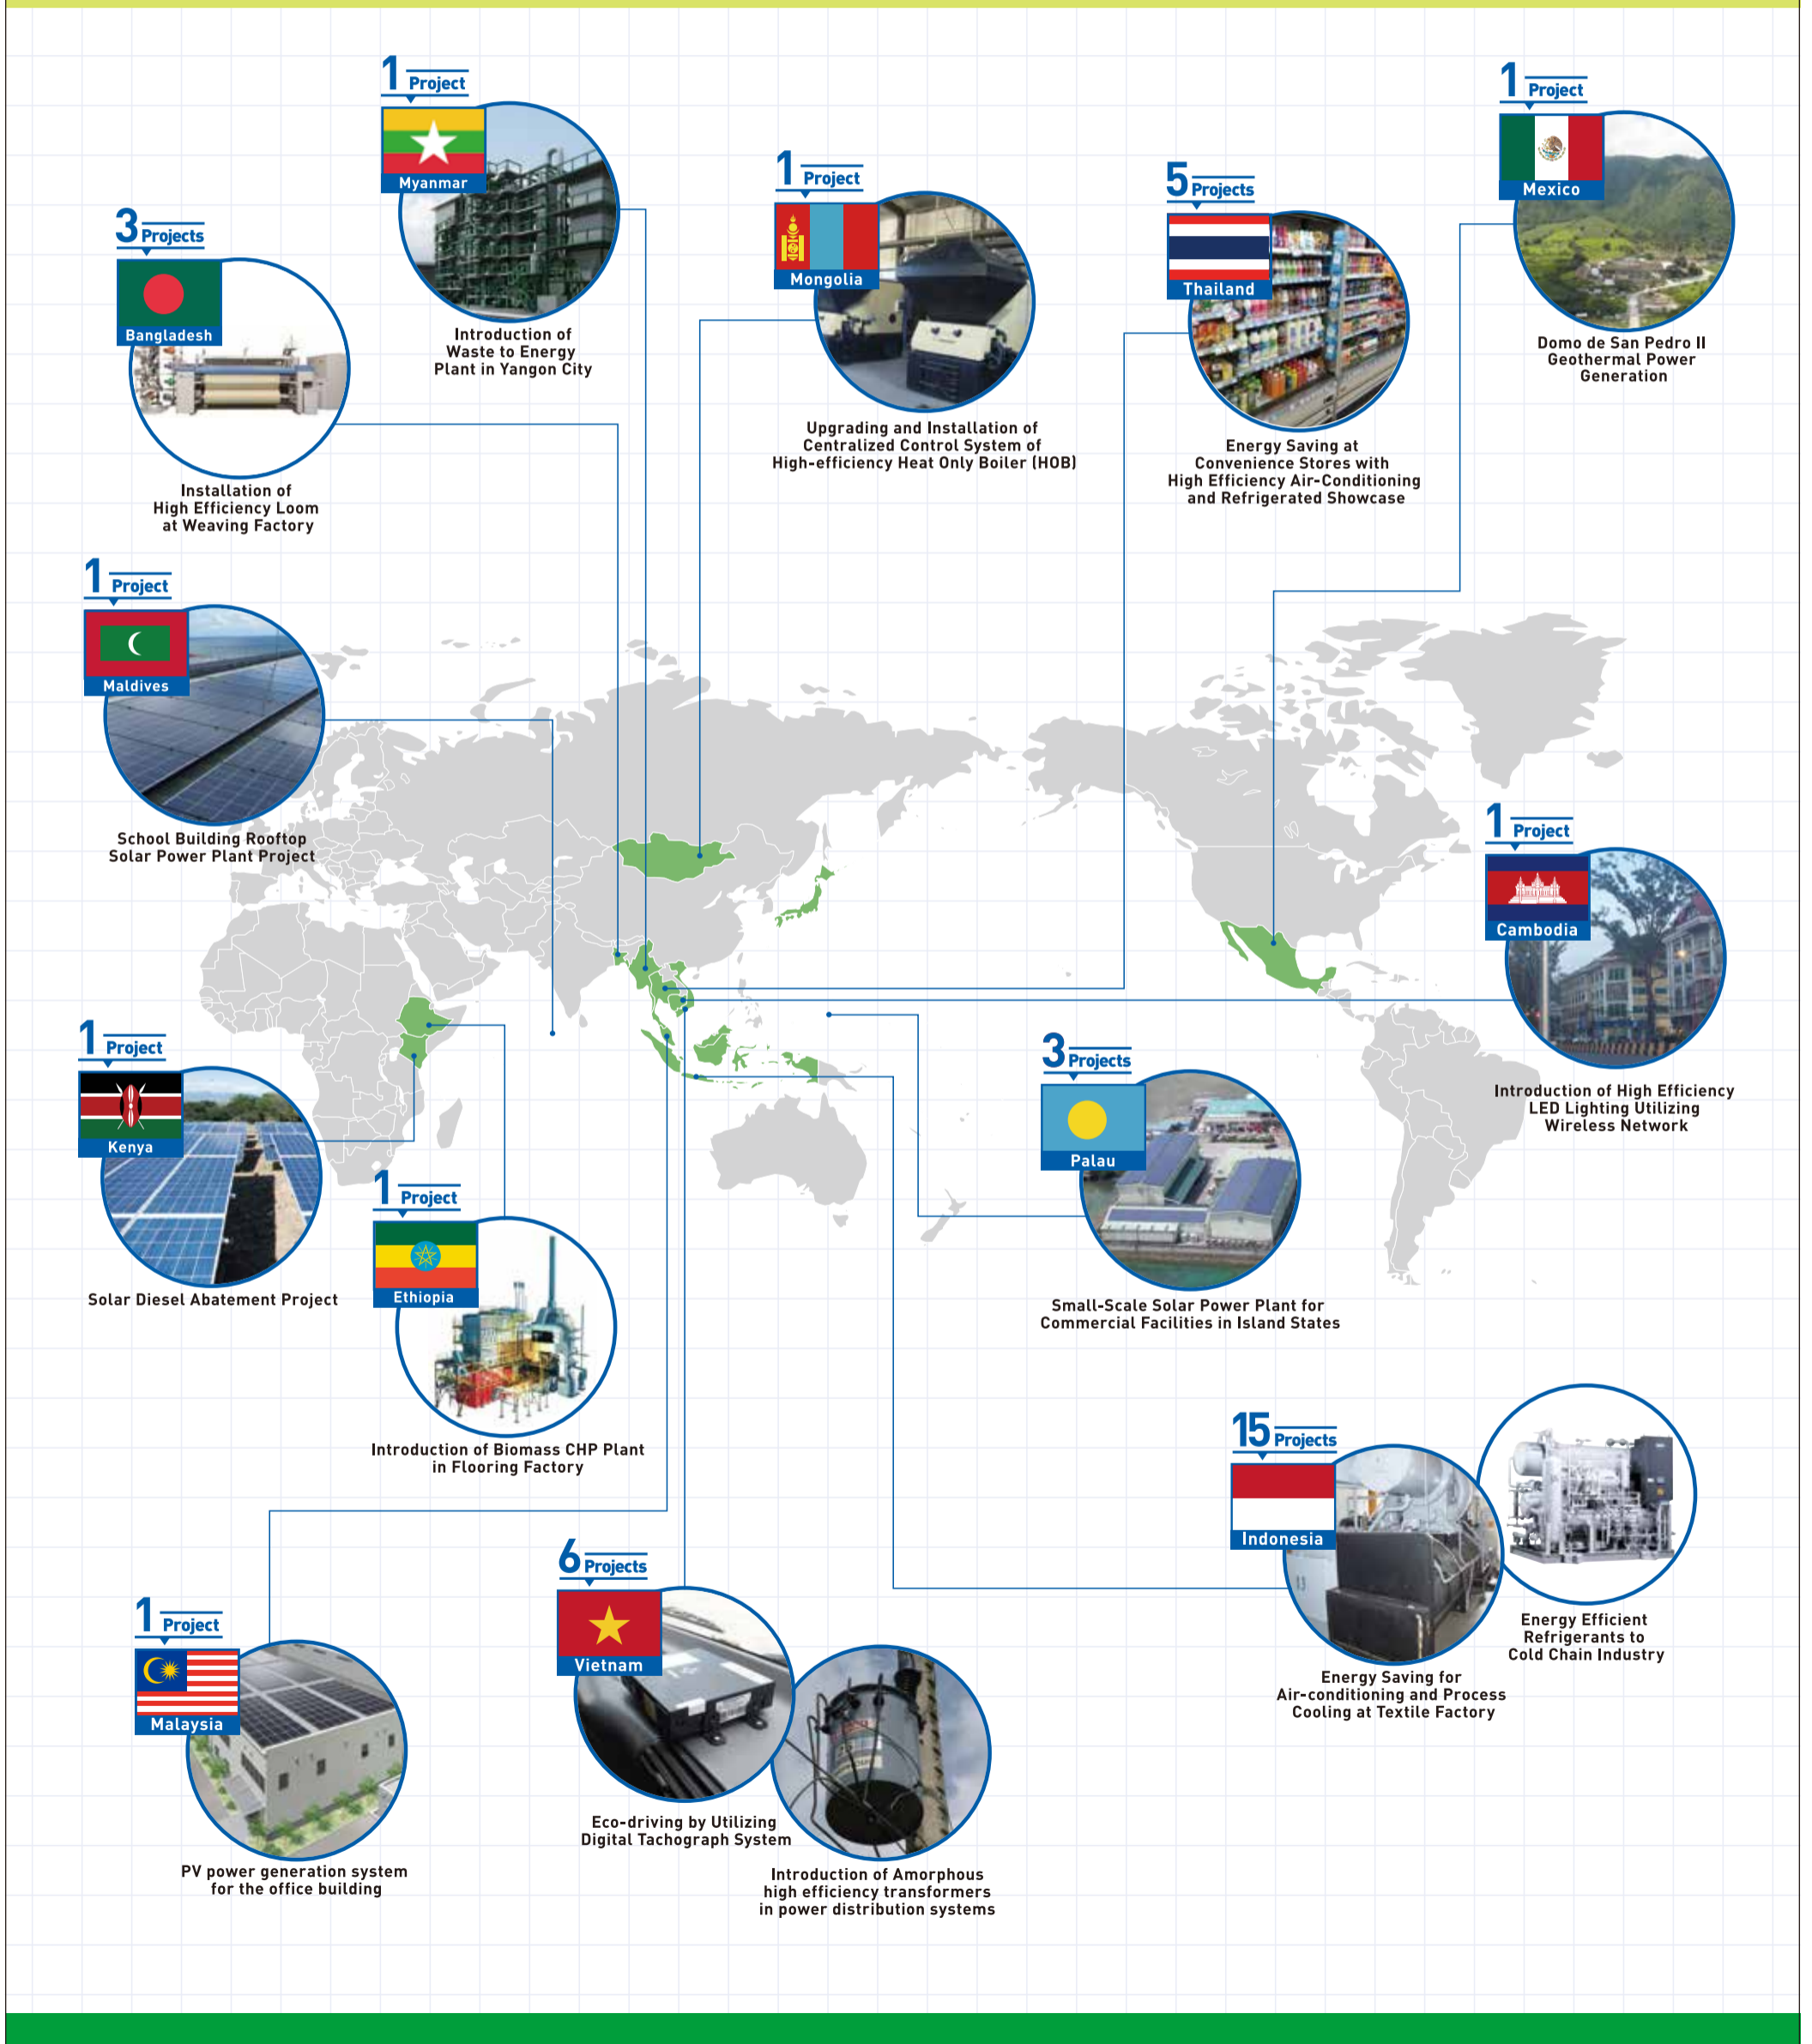 1 Project
Myanmar
Introduction of
Waste to Energy
Plant in Yangon City
1 Project
Mexico
Domo de San Pedro II
Geothermal Power
Generation
1 Project
Mongolia
Upgrading and Installation of
Centralized Control System of
High-efficiency Heat Only Boiler (HOB)
5 Projects
Thailand
Energy Saving at
Convenience Stores with
High Efficiency Air-Conditioning
and Refrigerated Showcase
3 Projects
Bangladesh
Installation of
High Efficiency Loom
at Weaving Factory
1 Project
Maldives
School Building Rooftop
Solar Power Plant Project
1 Project
Cambodia
Introduction of High Efficiency
LED Lighting Utilizing
Wireless Network
1 Project
Kenya
Solar Diesel Abatement Project
3 Projects
Palau
Small-Scale Solar Power Plant for
Commercial Facilities in Island States
1 Project
Ethiopia
Introduction of Biomass CHP Plant
in Flooring Factory
15 Projects
Indonesia
Energy Saving for
Air-conditioning and Process
Cooling at Textile Factory
Energy Efficient
Refrigerants to
Cold Chain Industry
6 Projects
Vietnam
Eco-driving by Utilizing
Digital Tachograph System
Introduction of Amorphous
high efficiency transformers
in power distribution systems
1 Project
Malaysia
PV power generation system
for the office building